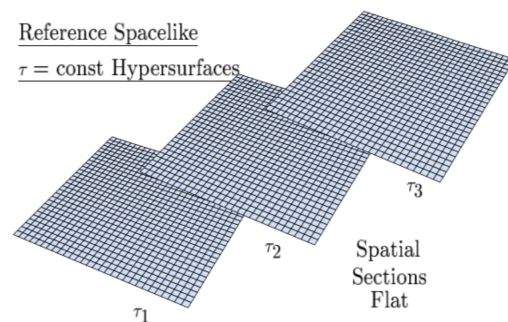 Reference Spacelike
τ = const Hypersurfaces
τ3
τ2
Spatial
Sections
Flat
τ1